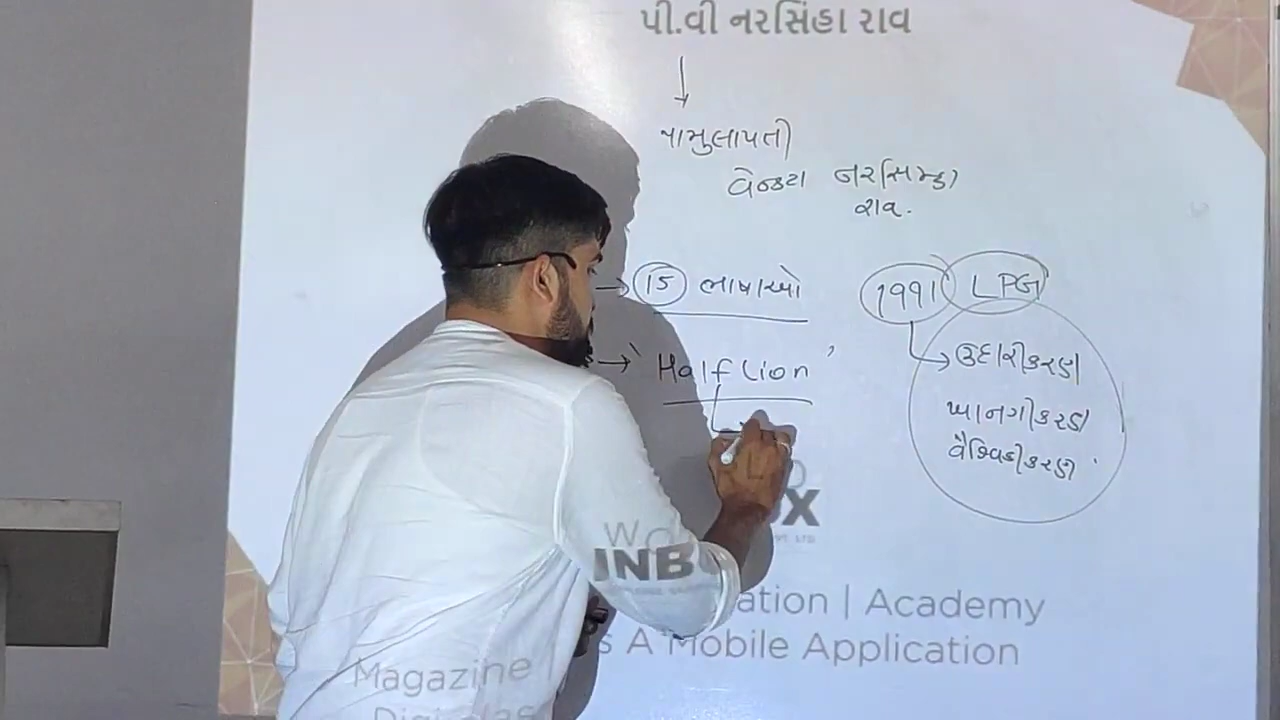 પી.વી નરસિંહા રાવ
પામુલાપતી
વેન્કટા નરસિમ્હા
રાવ.
→ 15 ભાષાઓ
→ 'Half Lion'
1991 LPG
ઉદારીકરણ
ખાનગીકરણ
વૈશ્વિકીકરણ
INB
ation | Academy
s A Mobile Application
Magazine